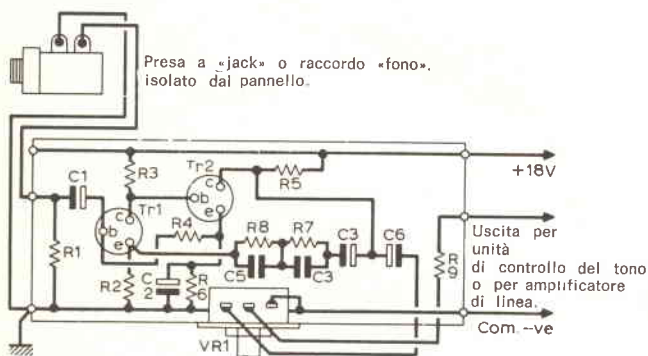 Presa a «jack» o raccordo «fono»,
isolato dal pannello.
+18V
Uscita per
unità
di controllo del tono
o per amplificatore
di linea.
Com -ve
C1
R3
Tr2
c
b
e
R5
Tr1
c
b
e
R4
R8
R7
C3
C6
R
9
R1
R2
C
2
R
6
C5
C3
VR1